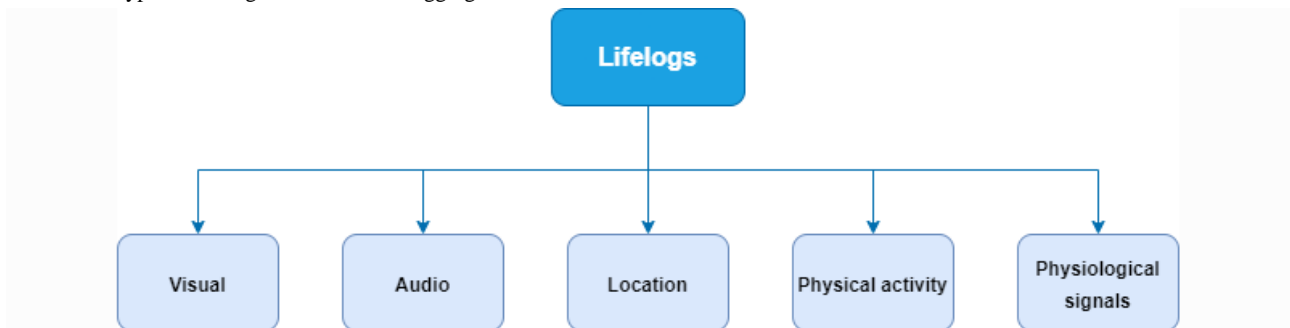 Lifelogs
Visual
Audio
Location
Physical activity
Physiological
signals